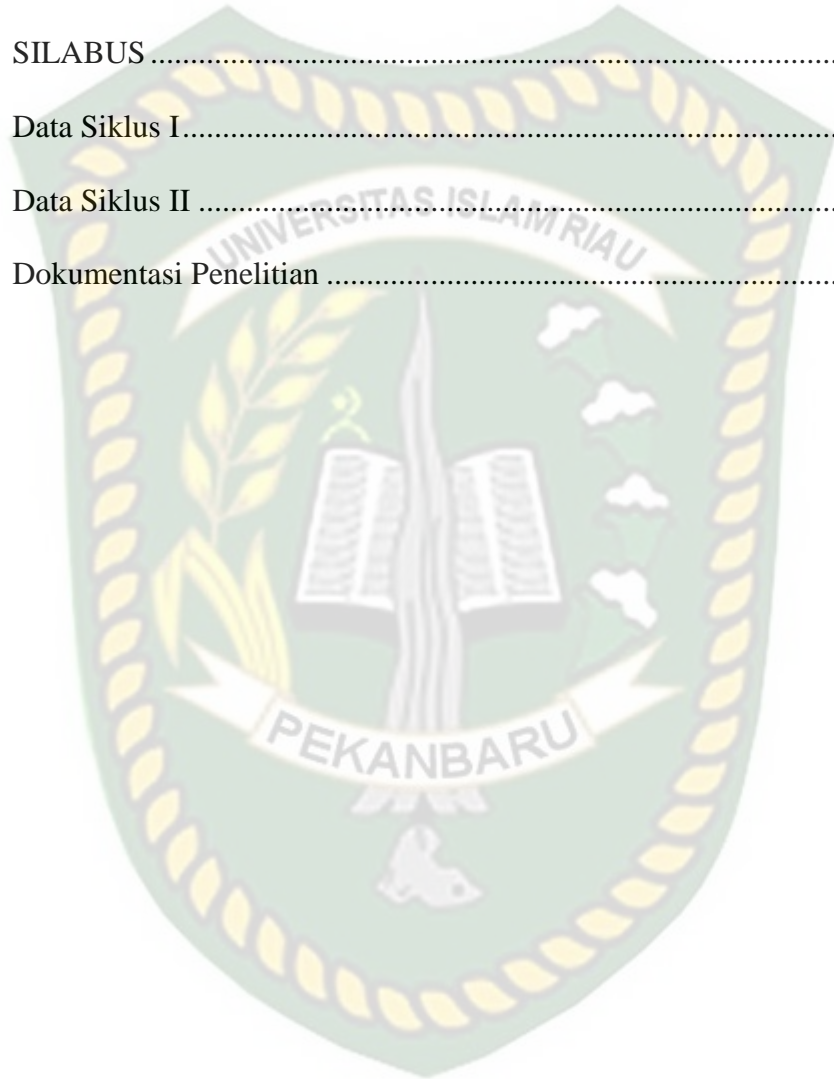 SILABUS ........................................................................................
Data Siklus I....................................................................................
UNIVERSITAS ISLAM RIAU
Data Siklus II ..................................................................................
Dokumentasi Penelitian ...............................................................
PEKANBARU